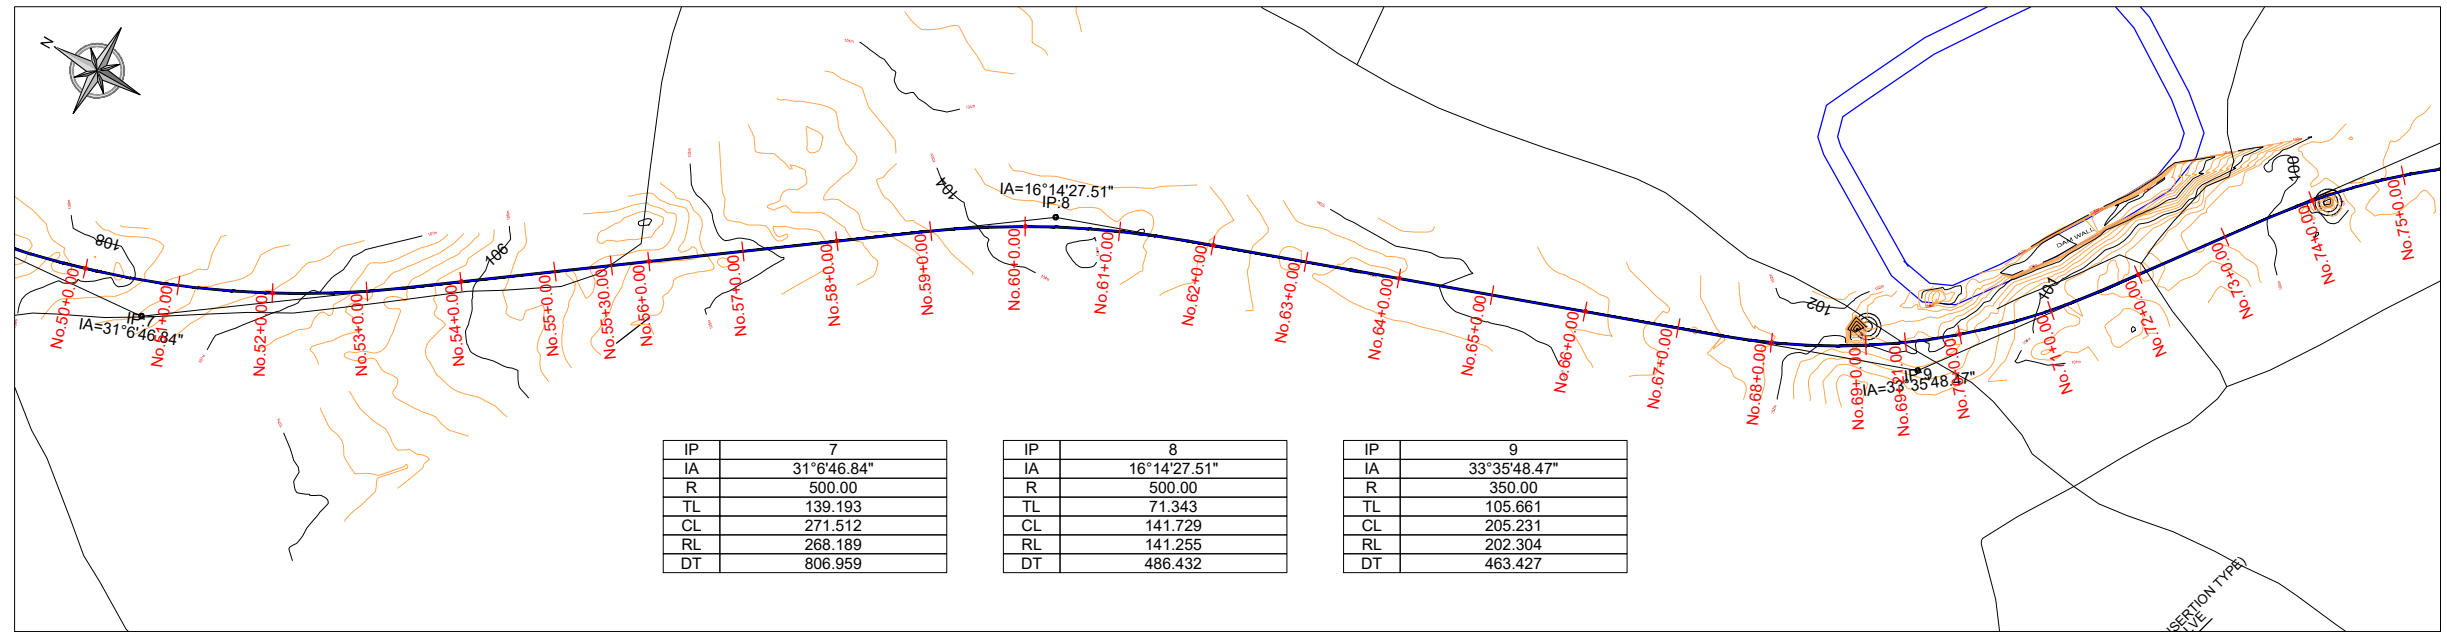 N
108
106
104
IA=16°14'27.51"
IP:8
102
101
100
DAM WALL
IP:7
IA=31°6'46.84"
IP:9
IA=33°35'48.47"
No.50+0.00
No.51+0.00
No.52+0.00
No.53+0.00
No.54+0.00
No.55+0.00
No.55+30.00
No.56+0.00
No.57+0.00
No.58+0.00
No.59+0.00
No.60+0.00
No.61+0.00
No.62+0.00
No.63+0.00
No.64+0.00
No.65+0.00
No.66+0.00
No.67+0.00
No.68+0.00
No.69+0.00
No.70+0.00
No.71+0.00
No.72+0.00
No.73+0.00
No.74+0.00
No.75+0.00
IP 7
IA 31°6'46.84"
R 500.00
TL 139.193
CL 271.512
RL 268.189
DT 806.959
IP 8
IA 16°14'27.51"
R 500.00
TL 71.343
CL 141.729
RL 141.255
DT 486.432
IP 9
IA 33°35'48.47"
R 350.00
TL 105.661
CL 205.231
RL 202.304
DT 463.427
SERTION TYPE)
LVE